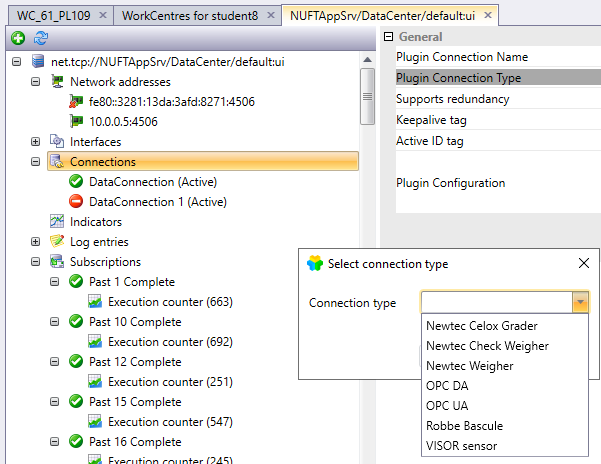 WC_61_PL109
WorkCentres for student8
NUFTAppSrv/DataCenter/default:ui
net.tcp://NUFTAppSrv/DataCenter/default:ui
Network addresses
fe80::3281:13da:3afd:8271:4506
10.0.0.5:4506
Interfaces
Connections
DataConnection (Active)
DataConnection 1 (Active)
Indicators
Log entries
Subscriptions
Past 1 Complete
Execution counter (663)
Past 10 Complete
Execution counter (692)
Past 12 Complete
Execution counter (251)
Past 15 Complete
Execution counter (547)
Past 16 Complete
Execution counter (245)
General
Plugin Connection Name
Plugin Connection Type
Supports redundancy
Keepalive tag
Active ID tag
Plugin Configuration
Select connection type
Connection type
Newtec Celox Grader
Newtec Check Weigher
Newtec Weigher
OPC DA
OPC UA
Robbe Bascule
VISOR sensor